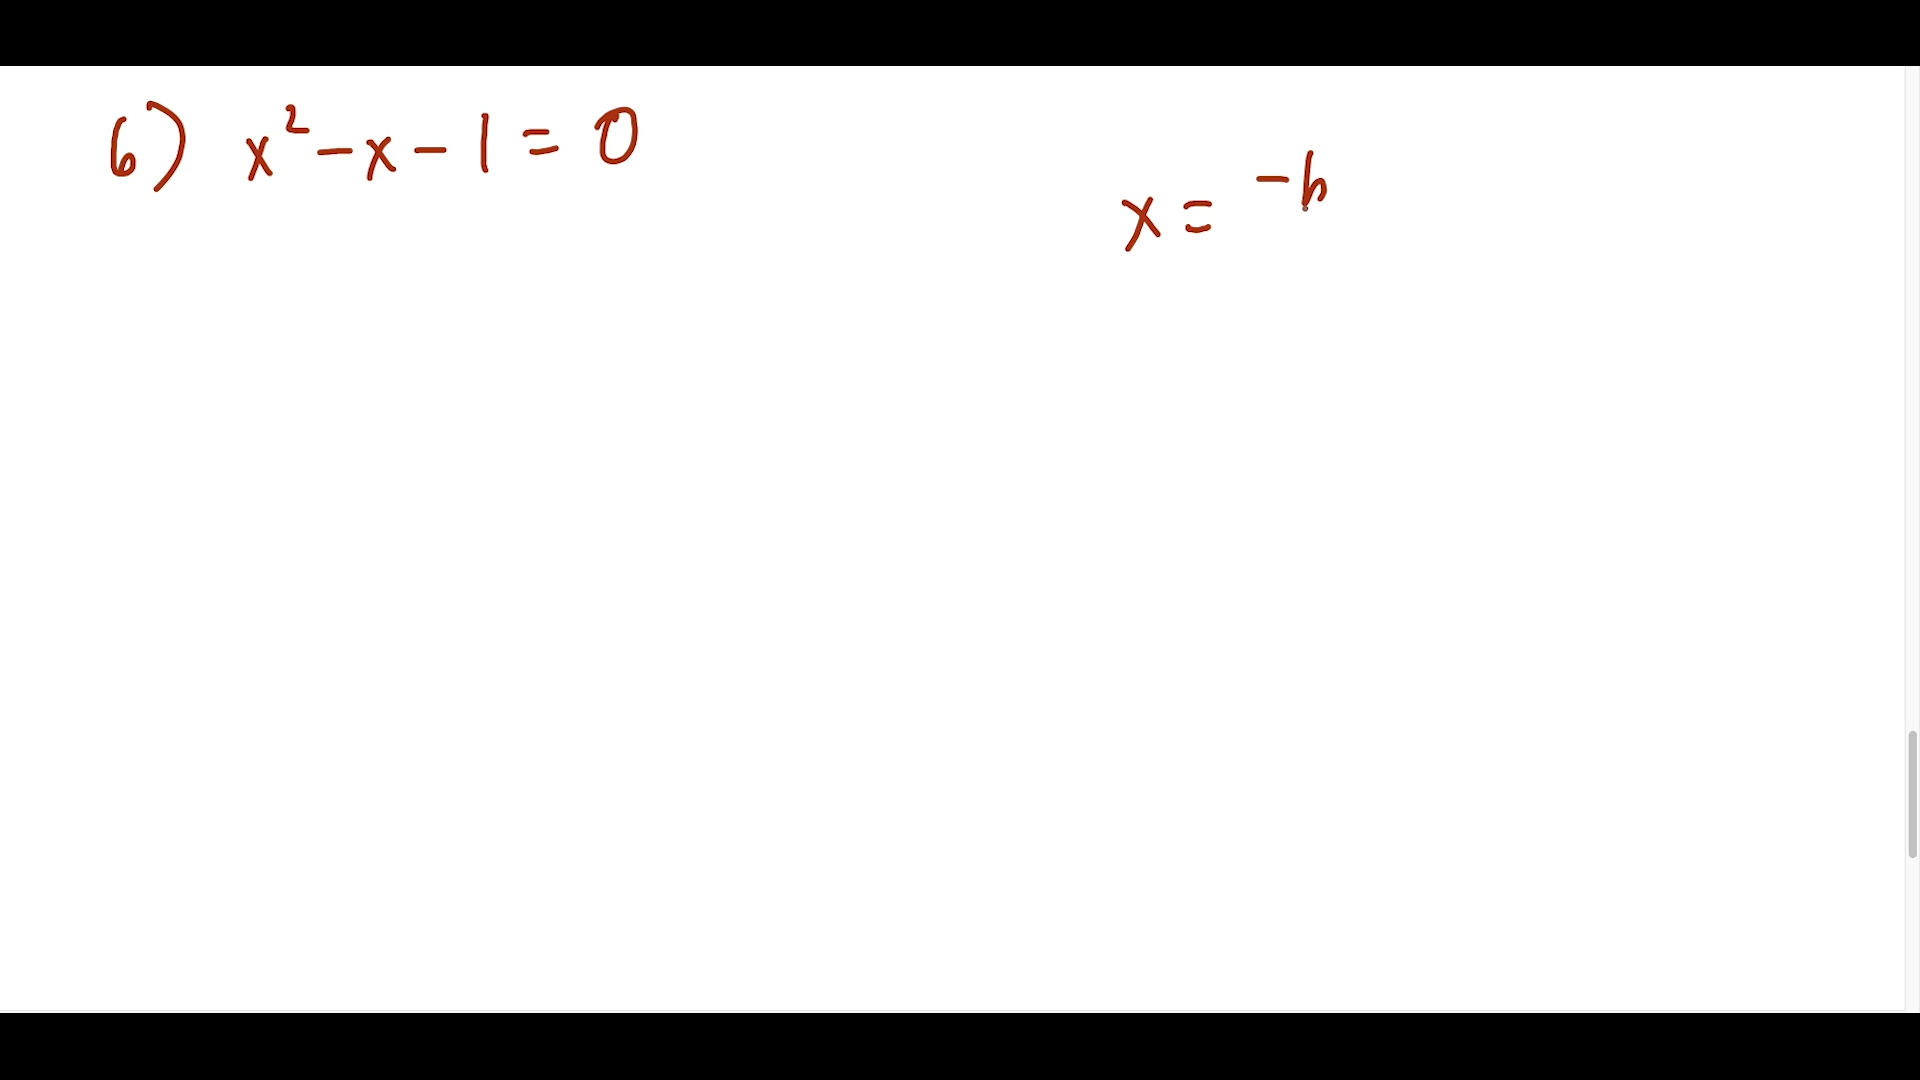 6) x² - x - 1 = 0
x = -b